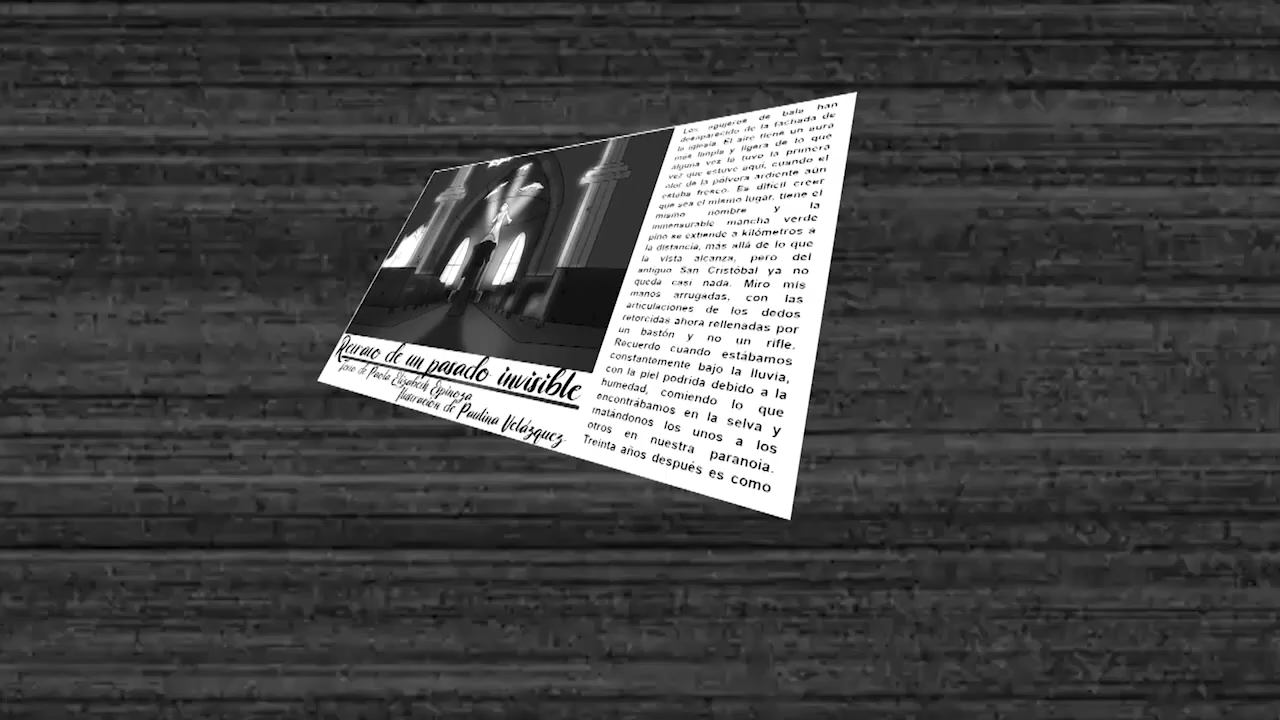 Retrato de un pasado invisible
Texto de Paola Elizabeth Espinoza
Ilustración de Paulina Velázquez
Los agujeros de bala han
desaparecido de la fachada de
la iglesia. El aire tiene un aura
más limpia y ligera de lo que
alguna vez la tuvo la primera
vez que estuve aquí, cuando el
olor de la pólvora ardiente aún
estaba fresco. Es difícil creer
que sea el mismo lugar, tiene el
mismo nombre y la
inmensurable mancha verde
pino se extiende a kilómetros a
la distancia, más allá de lo que
la vista alcanza, pero del
antiguo San Cristóbal ya no
queda casi nada. Miro mis
manos arrugadas, con las
articulaciones de los dedos
retorcidas ahora rellenadas por
un bastón y no un rifle.
Recuerdo cuando estábamos
constantemente bajo la lluvia,
con la piel podrida debido a la
humedad, comiendo lo que
encontrábamos en la selva y
matándonos los unos a los
otros en nuestra paranoia.
Treinta años después es como